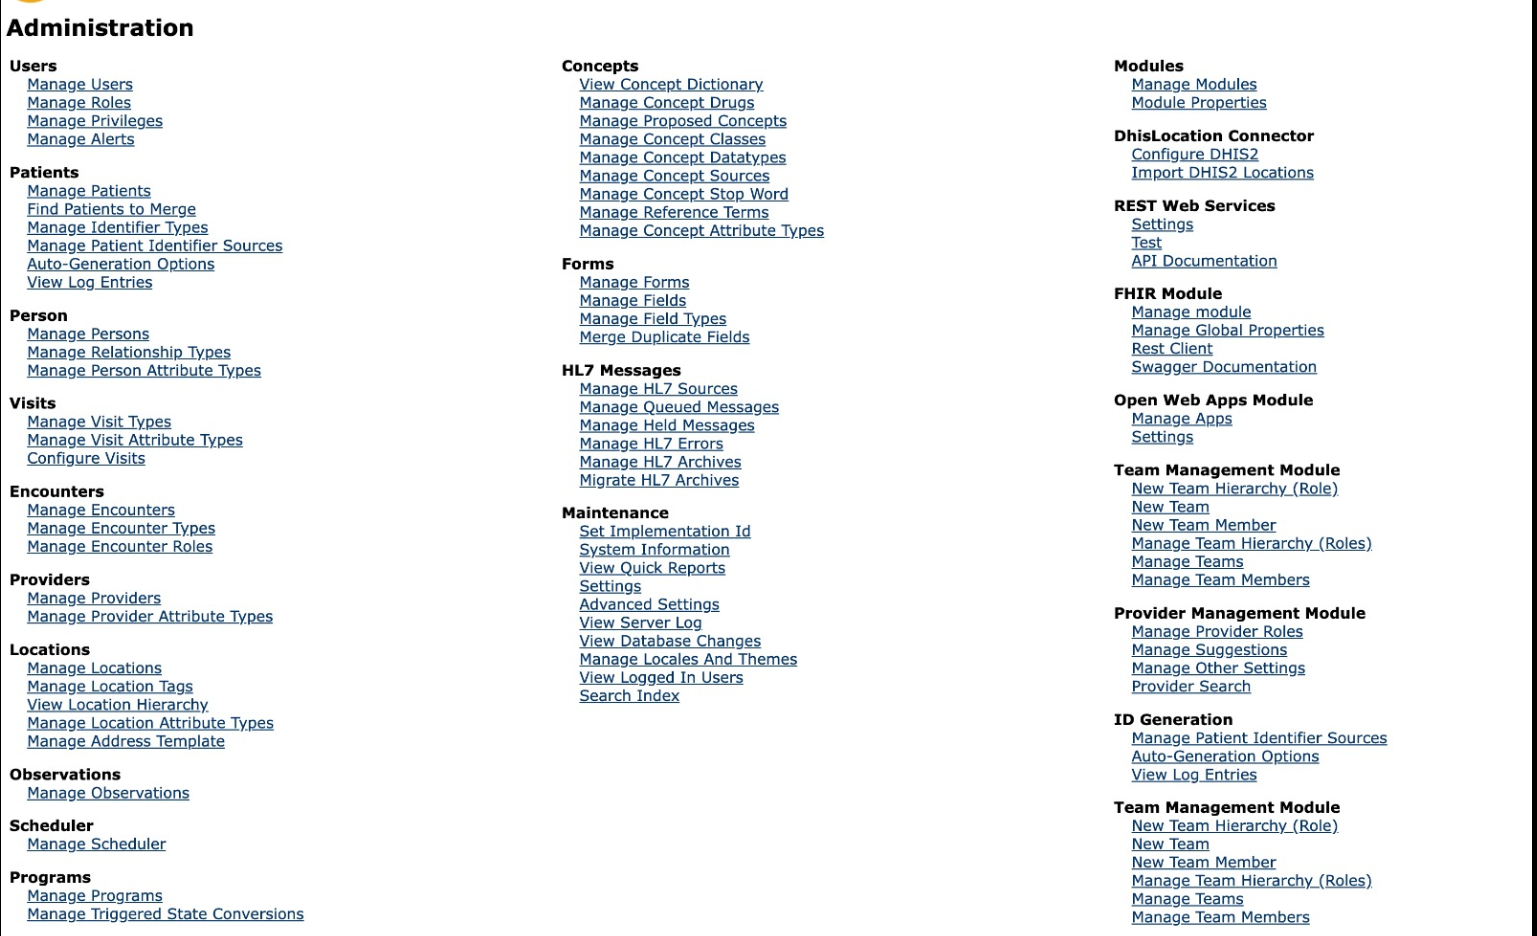 Administration
Users
Manage Users
Manage Roles
Manage Privileges
Manage Alerts
Patients
Manage Patients
Find Patients to Merge
Manage Identifier Types
Manage Patient Identifier Sources
Auto-Generation Options
View Log Entries
Person
Manage Persons
Manage Relationship Types
Manage Person Attribute Types
Visits
Manage Visit Types
Manage Visit Attribute Types
Configure Visits
Encounters
Manage Encounters
Manage Encounter Types
Manage Encounter Roles
Providers
Manage Providers
Manage Provider Attribute Types
Locations
Manage Locations
Manage Location Tags
View Location Hierarchy
Manage Location Attribute Types
Manage Address Template
Observations
Manage Observations
Scheduler
Manage Scheduler
Programs
Manage Programs
Manage Triggered State Conversions
Concepts
View Concept Dictionary
Manage Concept Drugs
Manage Proposed Concepts
Manage Concept Classes
Manage Concept Datatypes
Manage Concept Sources
Manage Concept Stop Word
Manage Reference Terms
Manage Concept Attribute Types
Forms
Manage Forms
Manage Fields
Manage Field Types
Merge Duplicate Fields
HL7 Messages
Manage HL7 Sources
Manage Queued Messages
Manage Held Messages
Manage HL7 Errors
Manage HL7 Archives
Migrate HL7 Archives
Maintenance
Set Implementation Id
System Information
View Quick Reports
Settings
Advanced Settings
View Server Log
View Database Changes
Manage Locales And Themes
View Logged In Users
Search Index
Modules
Manage Modules
Module Properties
DhisLocation Connector
Configure DHIS2
Import DHIS2 Locations
REST Web Services
Settings
Test
API Documentation
FHIR Module
Manage module
Manage Global Properties
Rest Client
Swagger Documentation
Open Web Apps Module
Manage Apps
Settings
Team Management Module
New Team Hierarchy (Role)
New Team
New Team Member
Manage Team Hierarchy (Roles)
Manage Teams
Manage Team Members
Provider Management Module
Manage Provider Roles
Manage Suggestions
Manage Other Settings
Provider Search
ID Generation
Manage Patient Identifier Sources
Auto-Generation Options
View Log Entries
Team Management Module
New Team Hierarchy (Role)
New Team
New Team Member
Manage Team Hierarchy (Roles)
Manage Teams
Manage Team Members